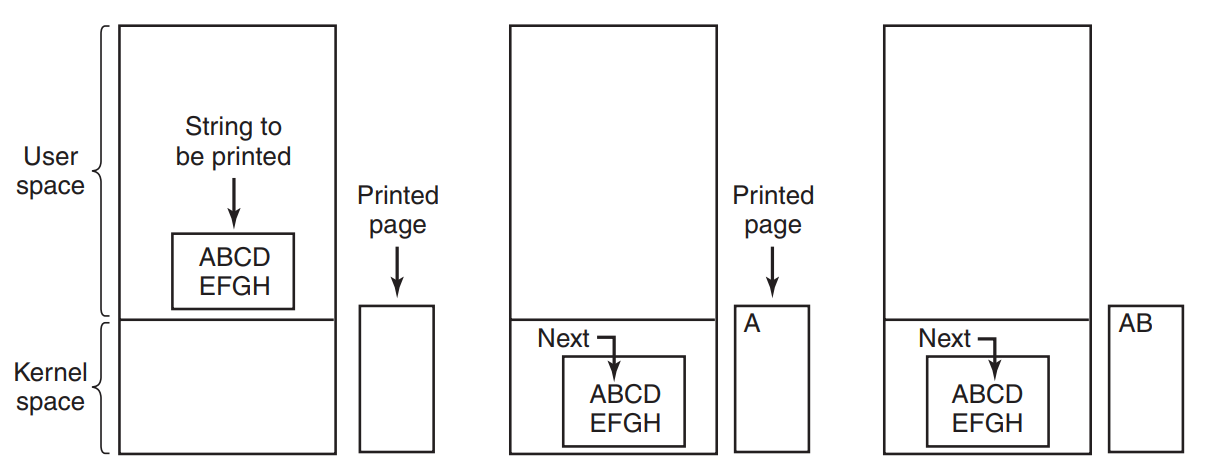 User
space
Kernel
space
String to
be printed
ABCD
EFGH
Printed
page
Next
ABCD
EFGH
Printed
page
A
Next
ABCD
EFGH
AB